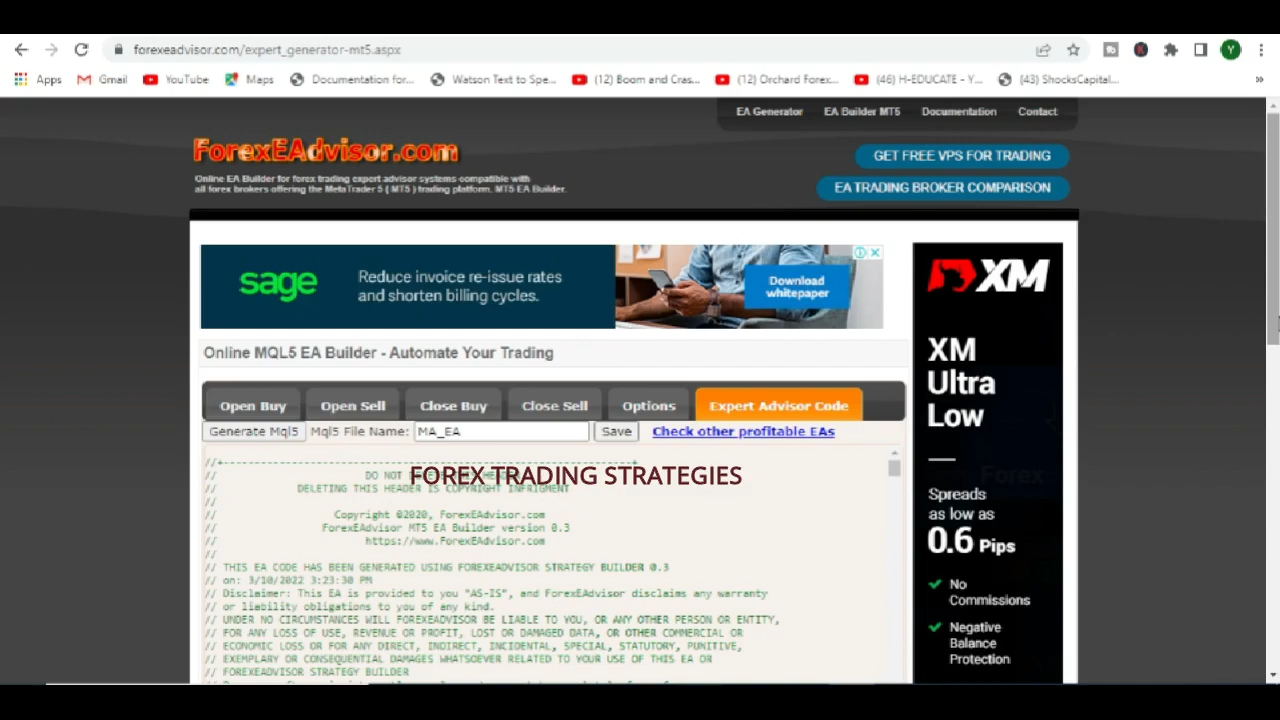 forexeadvisor.com/expert_generator-mt5.aspx
Y
Apps Gmail YouTube Maps Documentation for... Watson Text to Spe... (12) Boom and Cras... (12) Orchard Forex... (46) H-EDUCATE - Y... (43) ShocksCapital... »
EA Generator EA Builder MT5 Documentation Contact
ForexEAdvisor.com
GET FREE VPS FOR TRADING
Online EA Builder for forex trading expert advisor systems compatible with
all forex brokers offering the MetaTrader 5 ( MT5 ) trading platform. MT5 EA Builder.
EA TRADING BROKER COMPARISON
sage
Reduce invoice re-issue rates
and shorten billing cycles.
Download
whitepaper
XM
XM
Ultra
Low
Spreads
as low as
0.6 Pips
No
Commissions
Negative
Balance
Protection
Online MQL5 EA Builder - Automate Your Trading
Open Buy Open Sell Close Buy Close Sell Options Expert Advisor Code
Generate Mql5 Mql5 File Name: MA_EA Save Check other profitable EAs
//+------------------------------------------------------------------+
FOREX TRADING STRATEGIES
// DO NOT DELETE THIS HEADER
// DELETING THIS HEADER IS COPYRIGHT INFRIGMENT
//
// Copyright ©2020, ForexEAdvisor.com
// ForexEAdvisor MT5 EA Builder version 0.3
// https://www.ForexEAdvisor.com
//
// THIS EA CODE HAS BEEN GENERATED USING FOREXEADVISOR STRATEGY BUILDER 0.3
// on: 3/10/2022 3:23:30 PM
// Disclaimer: This EA is provided to you "AS-IS", and ForexEAdvisor disclaims any warranty
// or liability obligations to you of any kind.
// UNDER NO CIRCUMSTANCES WILL FOREXEADVISOR BE LIABLE TO YOU, OR ANY OTHER PERSON OR ENTITY,
// FOR ANY LOSS OF USE, REVENUE OR PROFIT, LOST OR DAMAGED DATA, OR OTHER COMMERCIAL OR
// ECONOMIC LOSS OR FOR ANY DIRECT, INDIRECT, INCIDENTAL, SPECIAL, STATUTORY, PUNITIVE,
// EXEMPLARY OR CONSEQUENTIAL DAMAGES WHATSOEVER RELATED TO YOUR USE OF THIS EA OR
// FOREXEADVISOR STRATEGY BUILDER